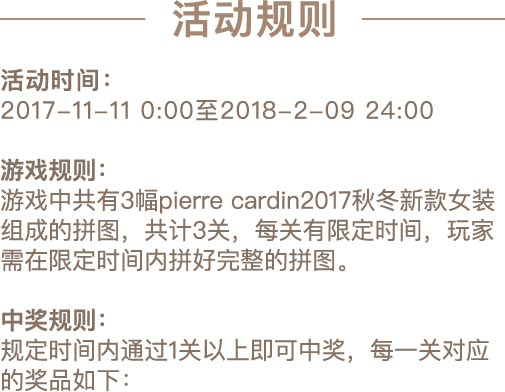 活动规则
活动时间：
2017-11-11 0:00至2018-2-09 24:00
游戏规则：
游戏中共有3幅pierre cardin2017秋冬新款女装
组成的拼图，共计3关，每关有限定时间，玩家
需在限定时间内拼好完整的拼图。
中奖规则：
规定时间内通过1关以上即可中奖，每一关对应
的奖品如下：